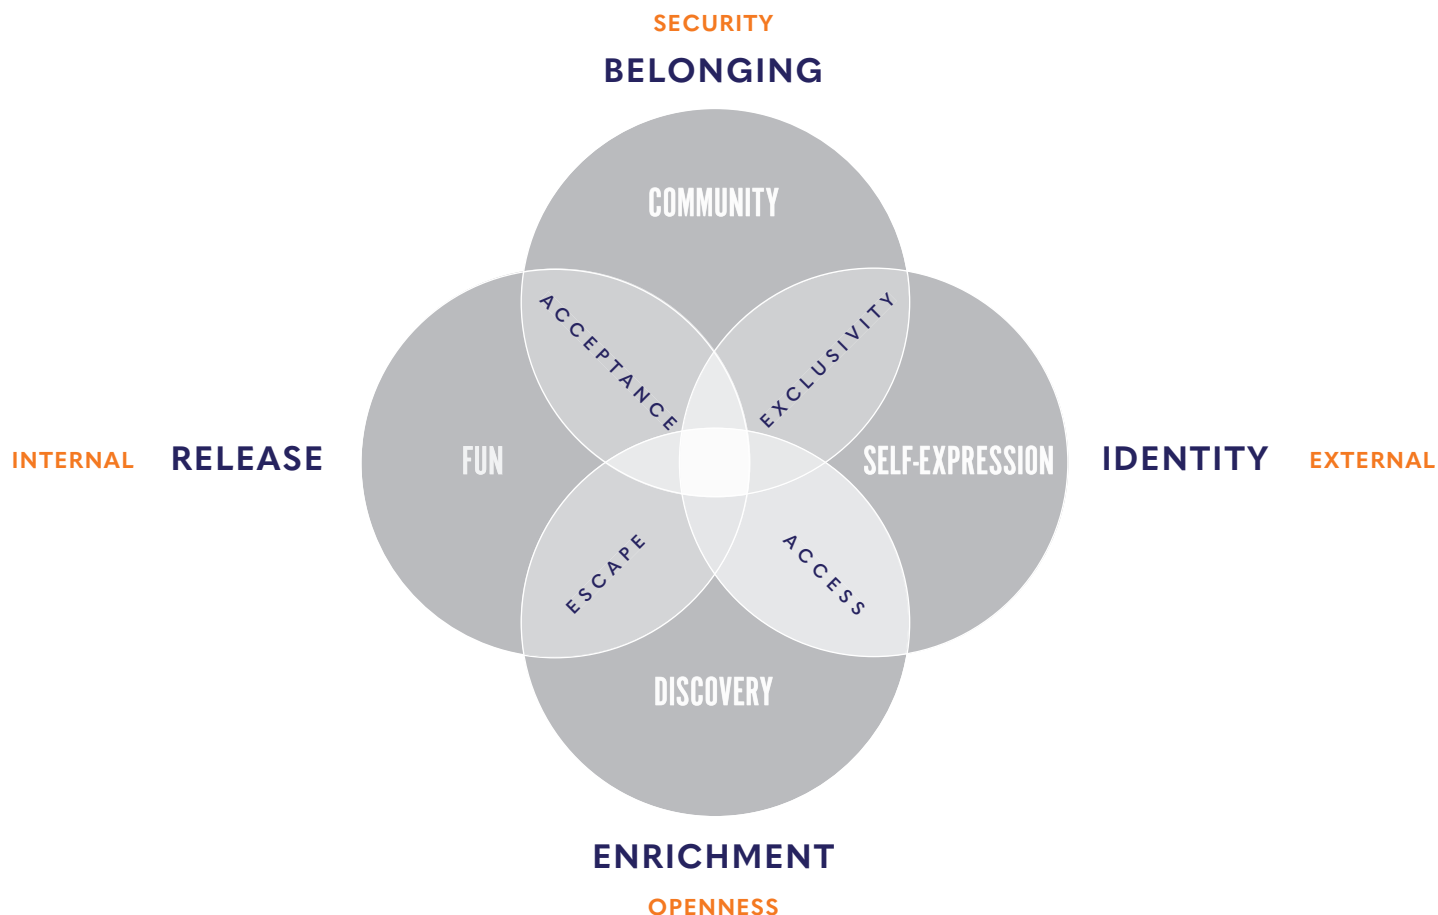 SECURITY
BELONGING
COMMUNITY
ACCEPTANCE
EXCLUSIVITY
INTERNAL
RELEASE
FUN
SELF-EXPRESSION
IDENTITY
EXTERNAL
ESCAPE
ACCESS
DISCOVERY
ENRICHMENT
OPENNESS